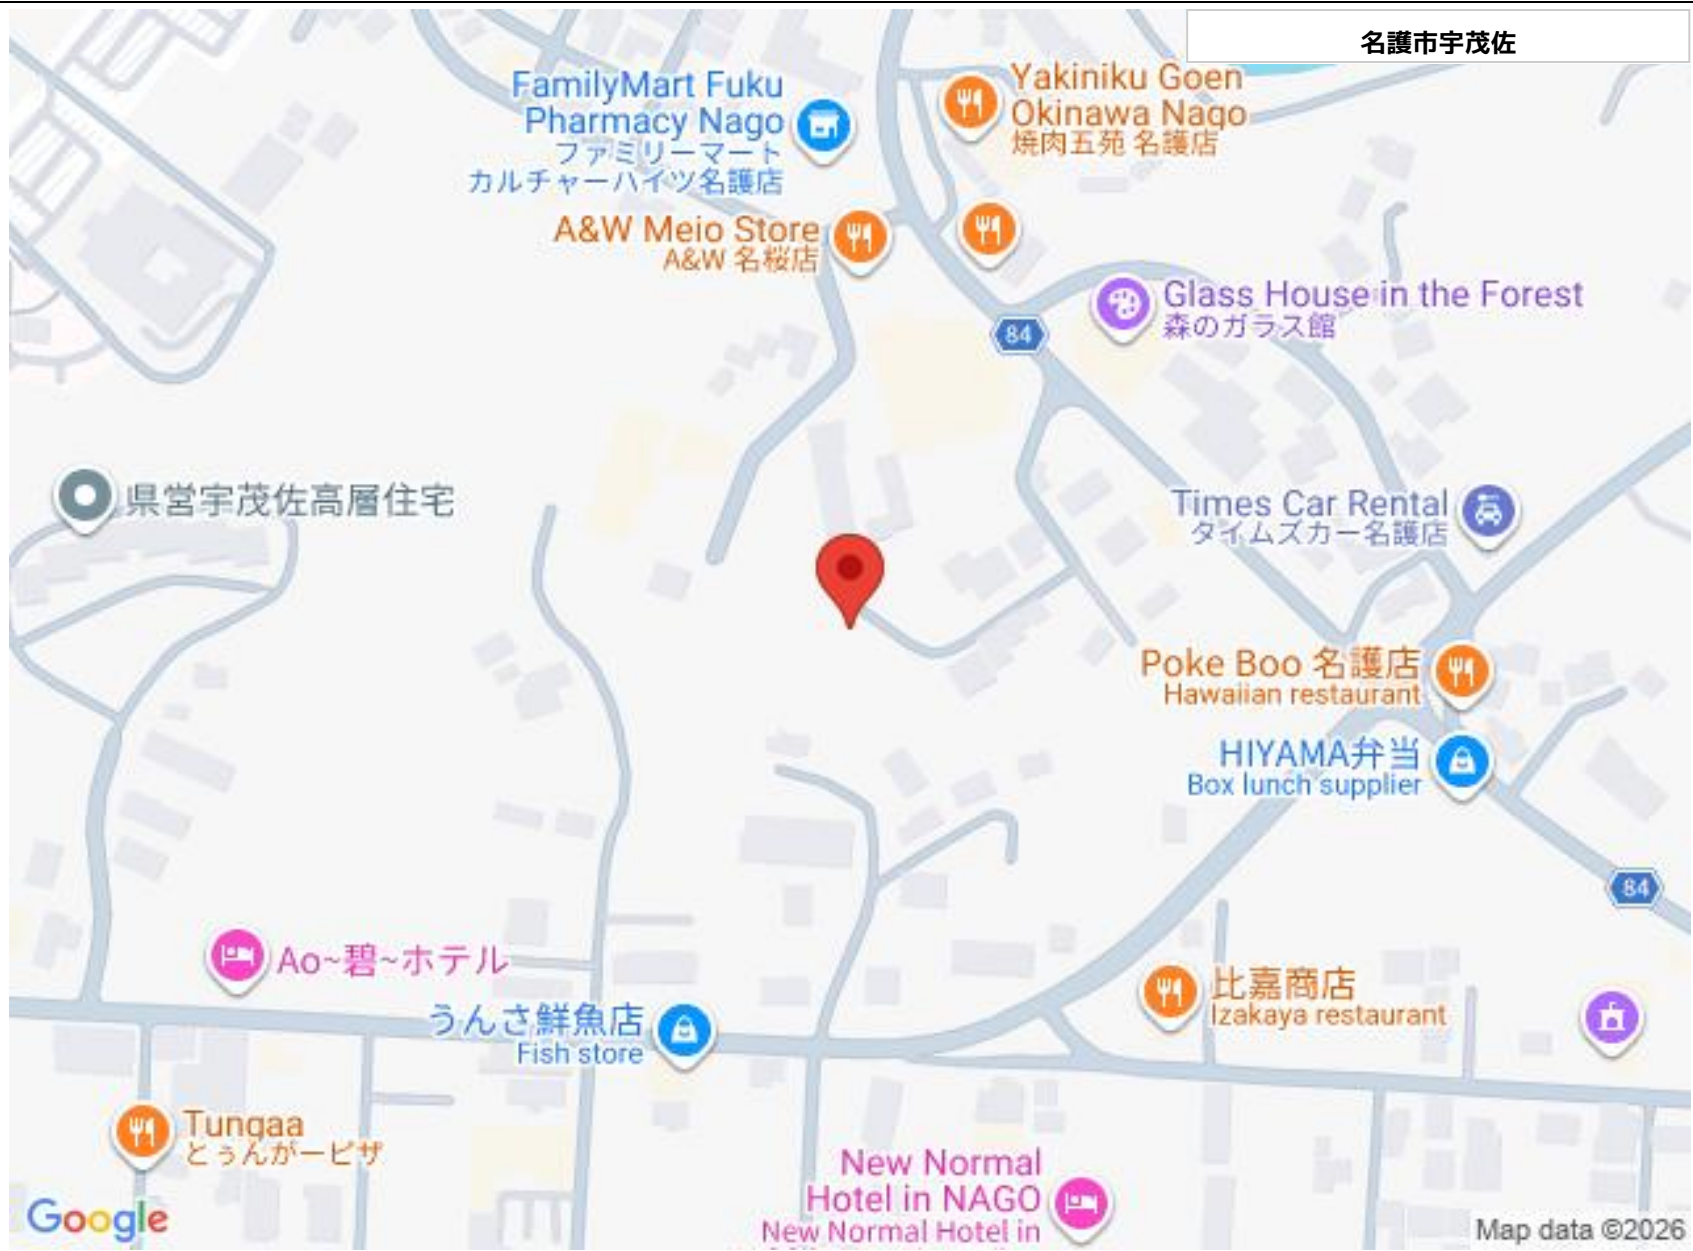 名護市宇茂佐
FamilyMart Fuku
Pharmacy Nago
ファミリーマート
カルチャーハイツ名護店
Yakiniku Goen
Okinawa Nago
焼肉五苑 名護店
A&W Meio Store
A&W 名桜店
84
Glass House in the Forest
森のガラス館
県営宇茂佐高層住宅
Times Car Rental
タイムズカー名護店
Poke Boo 名護店
Hawaiian restaurant
HIYAMA弁当
Box lunch supplier
84
Ao~碧~ホテル
うんさ鮮魚店
Fish store
比嘉商店
Izakaya restaurant
Tungaa
とぅんがーピザ
New Normal
Hotel in NAGO
New Normal Hotel in
Google
Map data ©2026